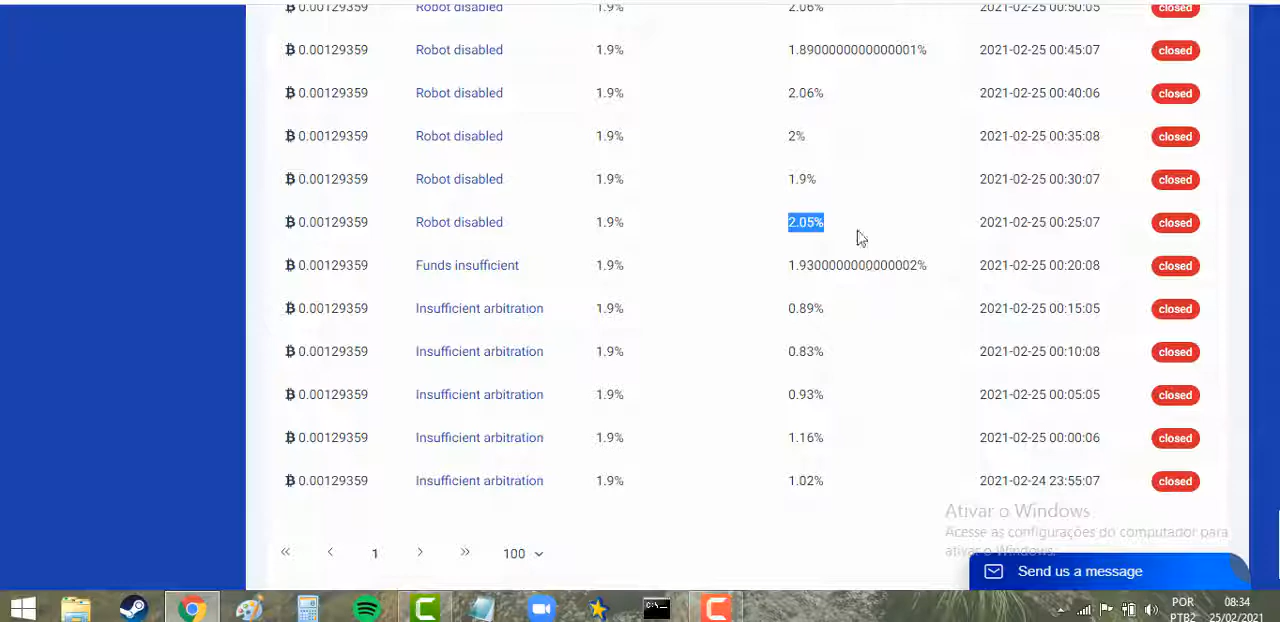 ₿ 0.00129359 Robot disabled 1.9% 2.06% 2021-02-25 00:50:05 closed
₿ 0.00129359 Robot disabled 1.9% 1.8900000000000001% 2021-02-25 00:45:07 closed
₿ 0.00129359 Robot disabled 1.9% 2.06% 2021-02-25 00:40:06 closed
₿ 0.00129359 Robot disabled 1.9% 2% 2021-02-25 00:35:08 closed
₿ 0.00129359 Robot disabled 1.9% 1.9% 2021-02-25 00:30:07 closed
₿ 0.00129359 Robot disabled 1.9% 2.05% 2021-02-25 00:25:07 closed
₿ 0.00129359 Funds insufficient 1.9% 1.9300000000000002% 2021-02-25 00:20:08 closed
₿ 0.00129359 Insufficient arbitration 1.9% 0.89% 2021-02-25 00:15:05 closed
₿ 0.00129359 Insufficient arbitration 1.9% 0.83% 2021-02-25 00:10:08 closed
₿ 0.00129359 Insufficient arbitration 1.9% 0.93% 2021-02-25 00:05:05 closed
₿ 0.00129359 Insufficient arbitration 1.9% 1.16% 2021-02-25 00:00:06 closed
₿ 0.00129359 Insufficient arbitration 1.9% 1.02% 2021-02-24 23:55:07 closed
Ativar o Windows
Acesse as configurações do computador para
ativar o Windows.
« ‹ 1 › » 100
Send us a message
POR 08:34
PTB2 25/02/2021